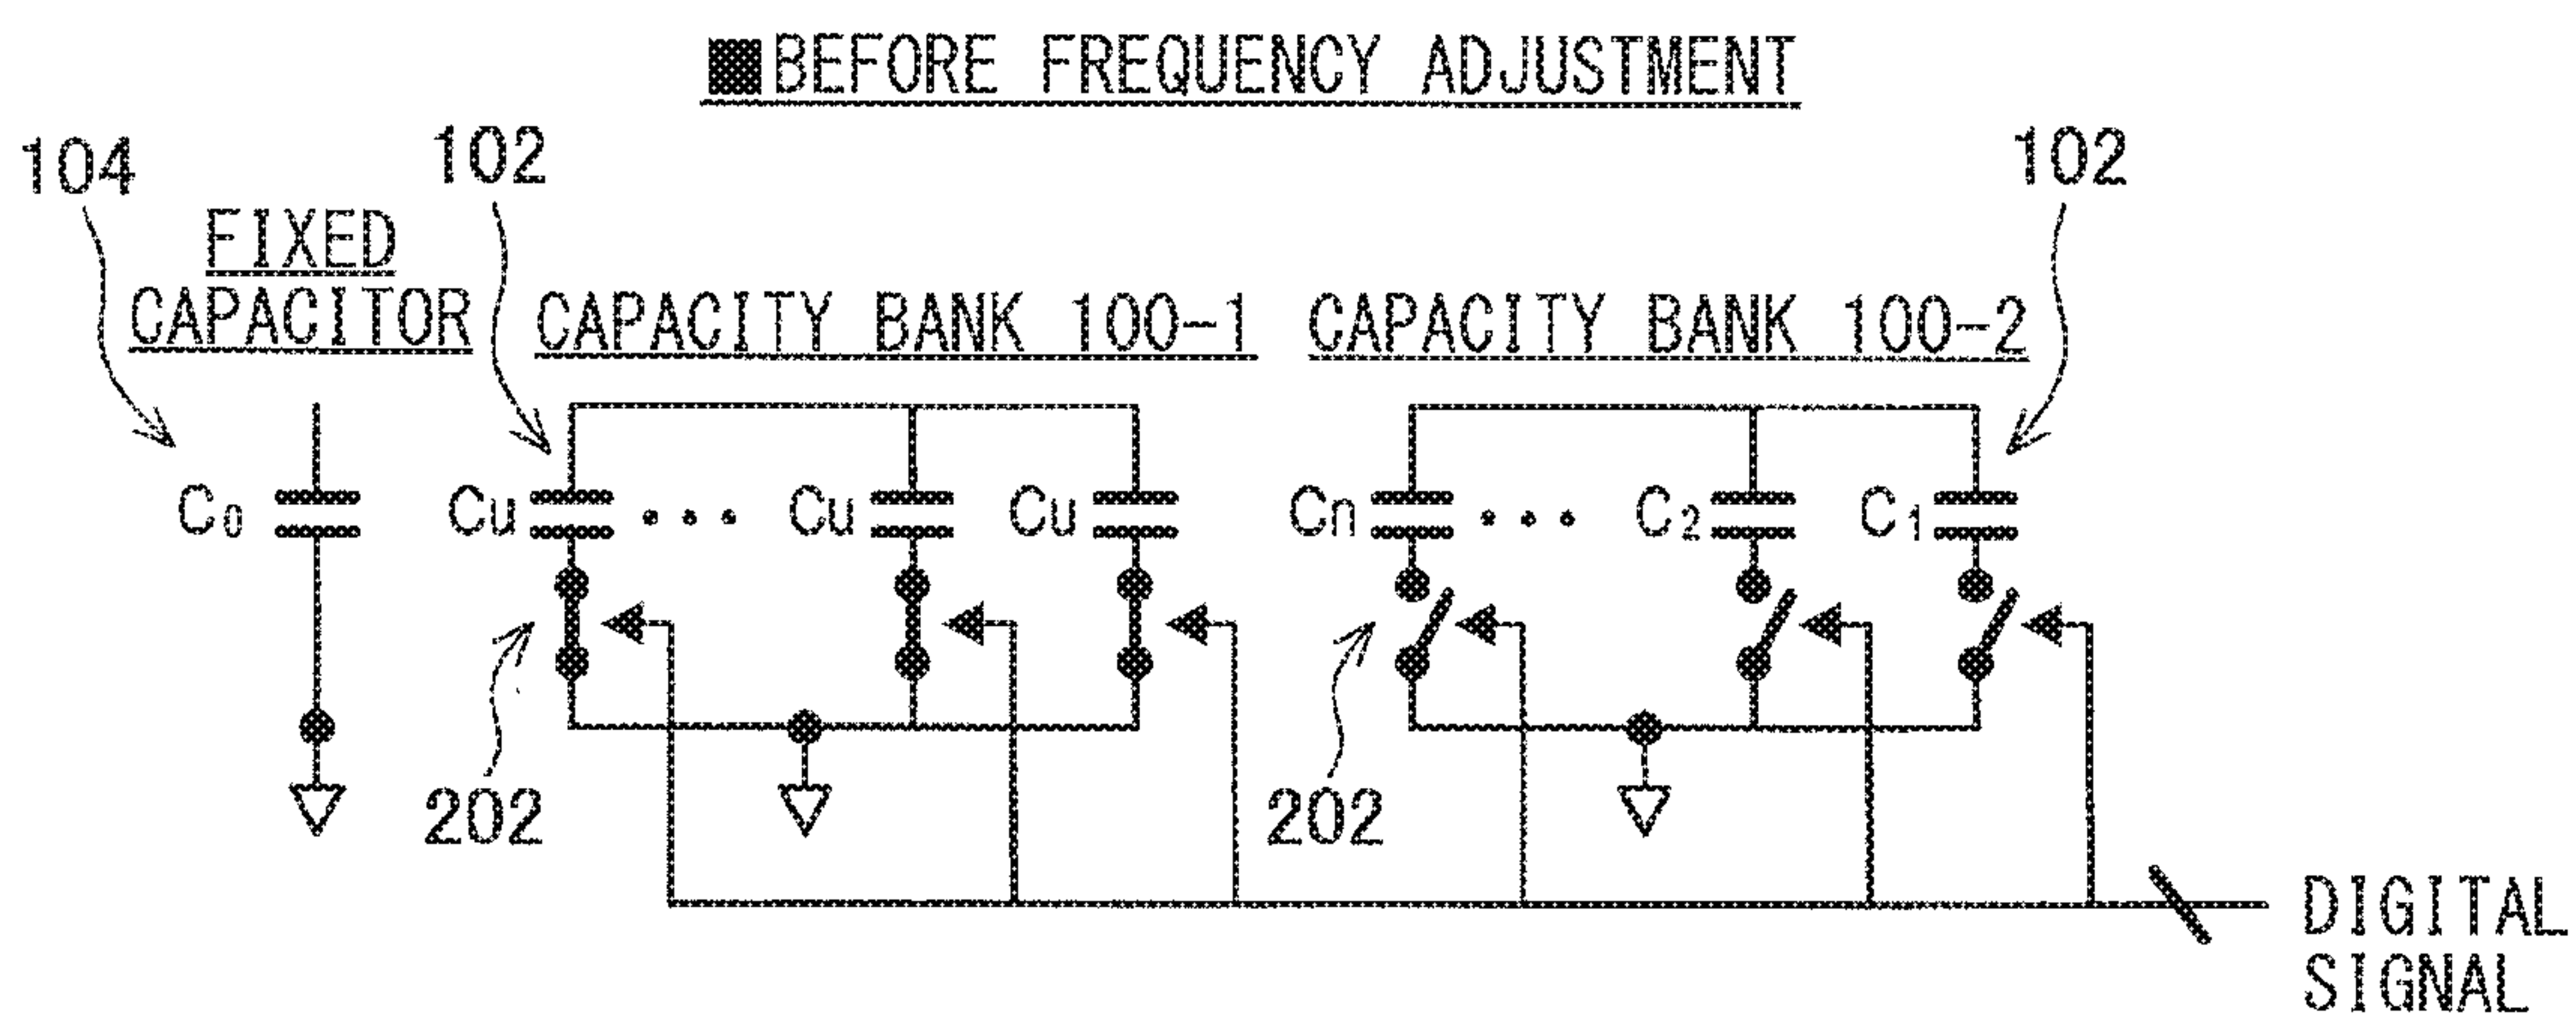 ■BEFORE FREQUENCY ADJUSTMENT
104
102
102
FIXED
CAPACITOR
CAPACITY BANK 100-1
CAPACITY BANK 100-2
C₀
Cu
...
Cu
Cu
Cn
...
C₂
C₁
202
202
DIGITAL
SIGNAL